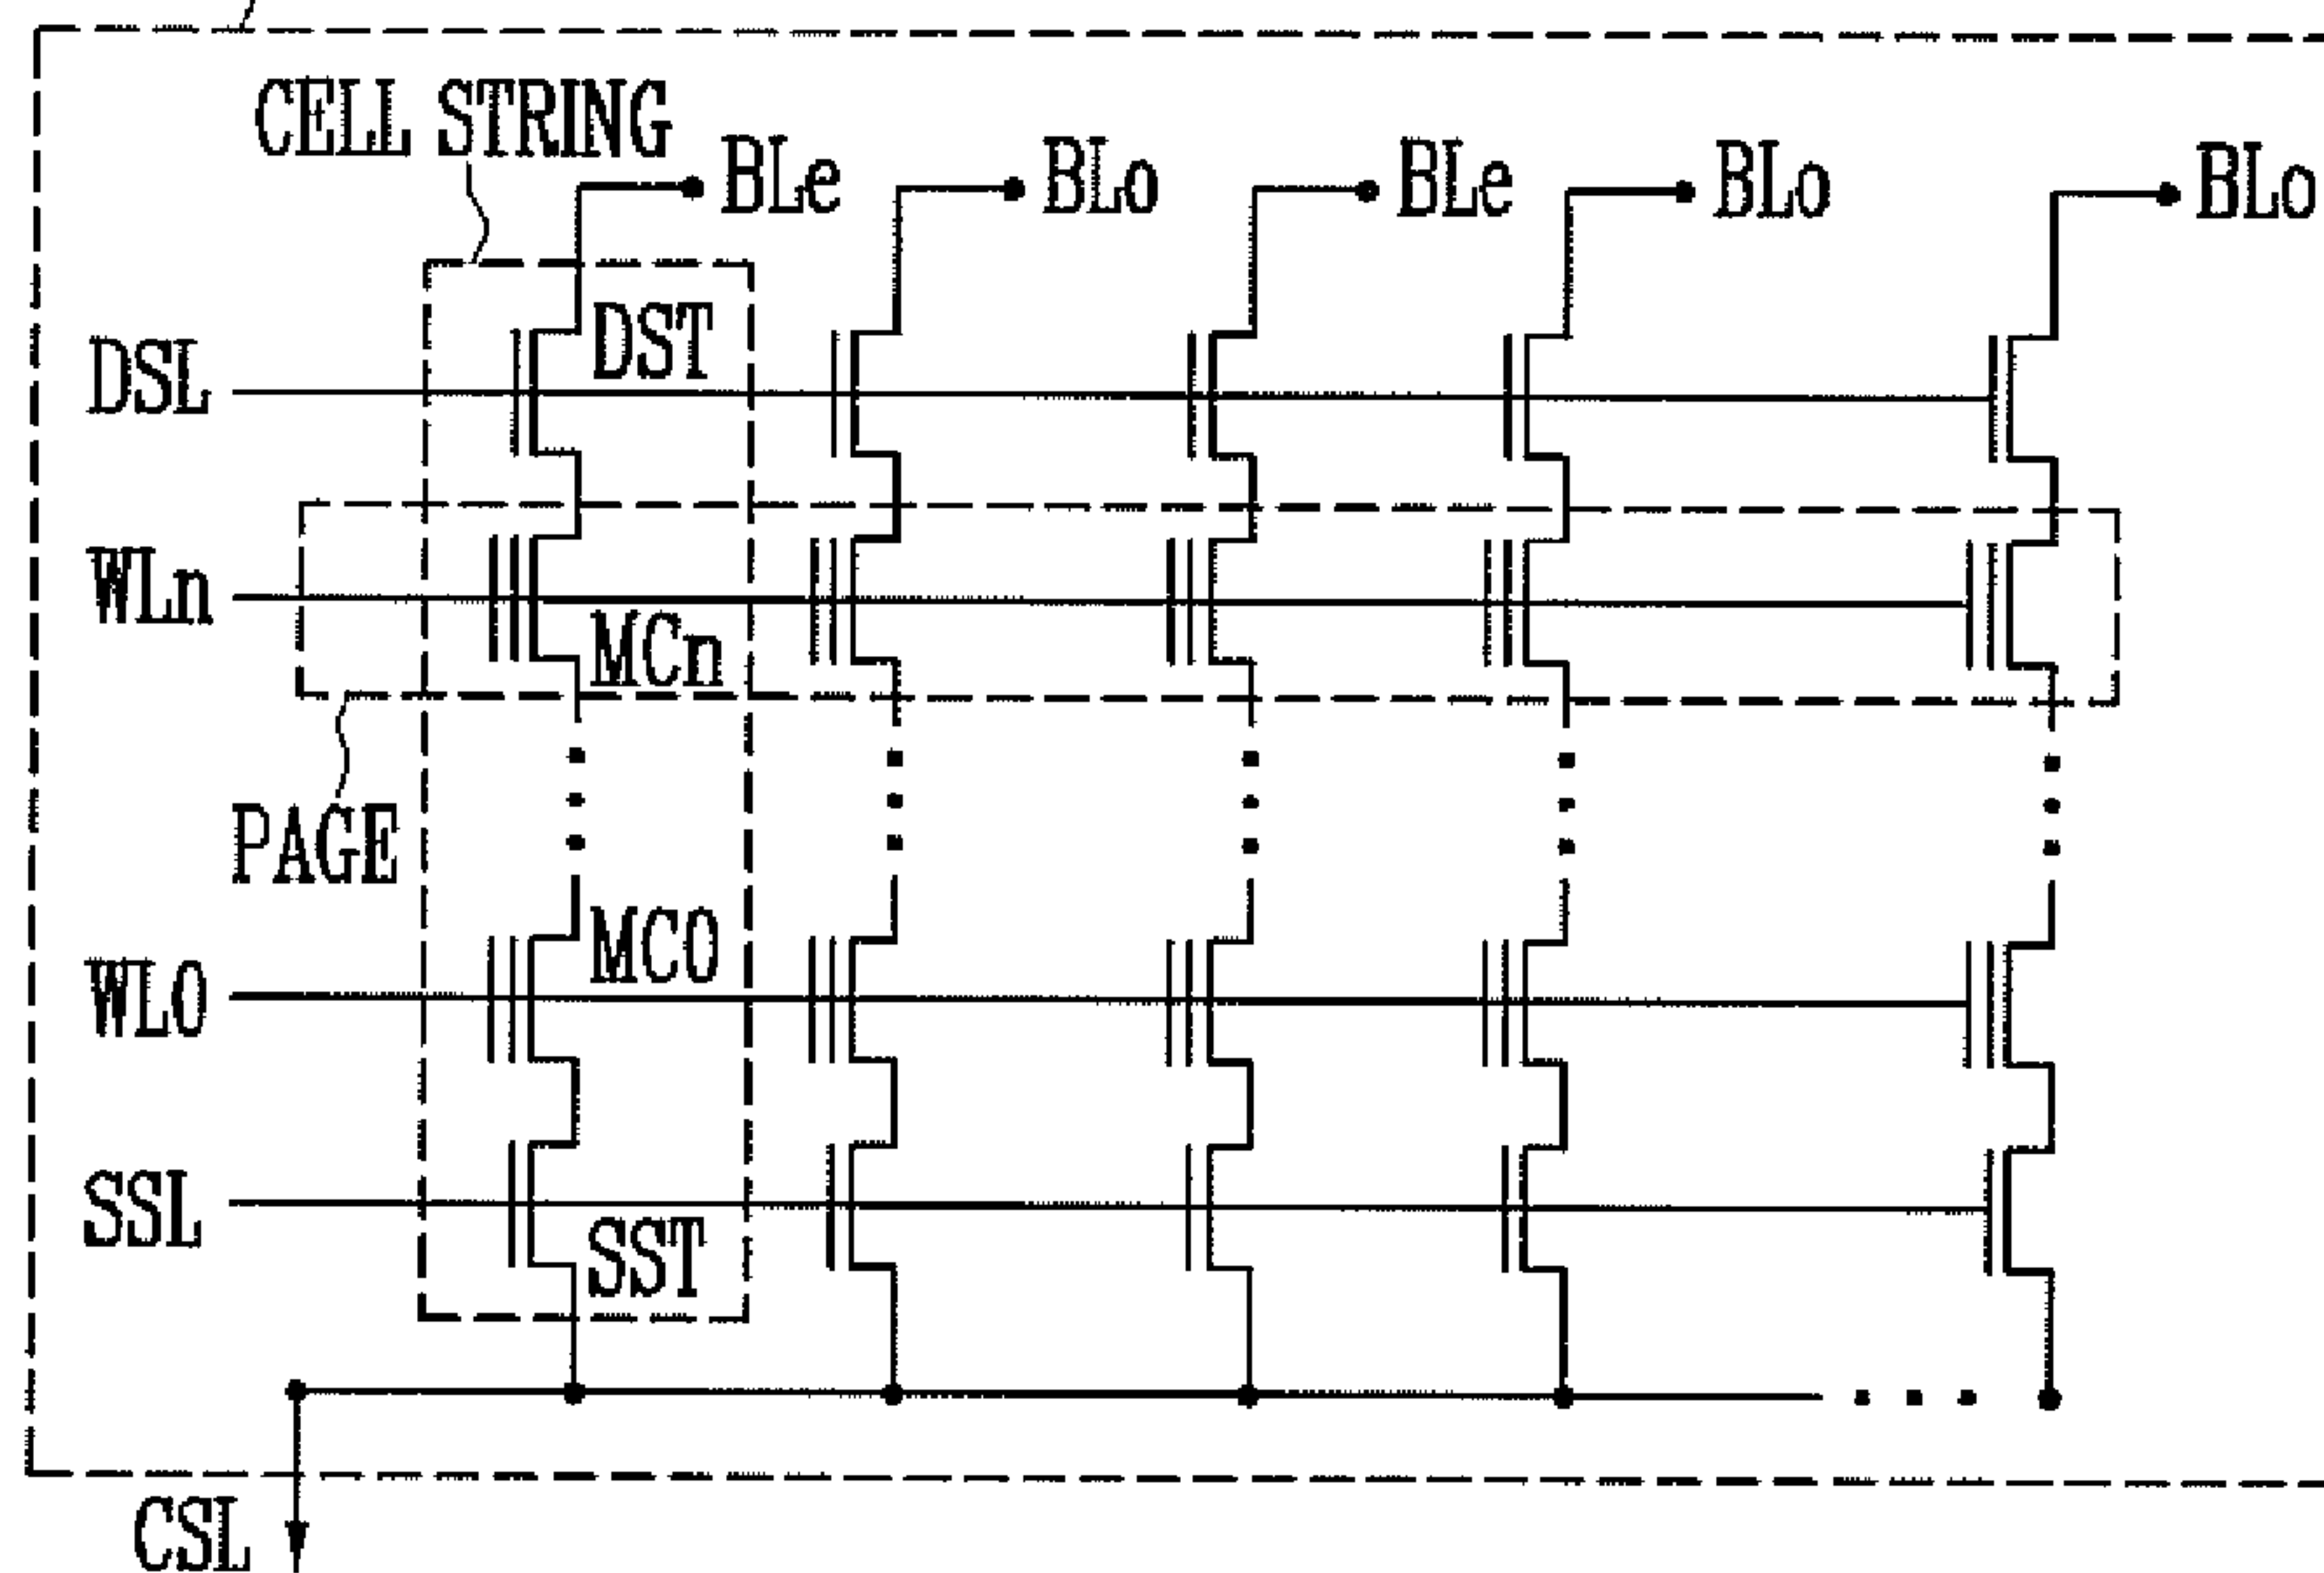 CELL STRING
BLe
BLo
BLe
BLo
BLo
DST
DSL
WLn
MCn
PAGE
MC0
WL0
SSL
SST
CSL